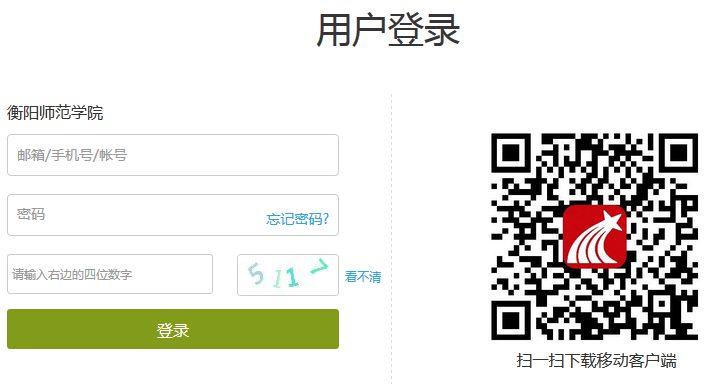 用户登录
衡阳师范学院
邮箱/手机号/帐号
密码
忘记密码?
请输入右边的四位数字
5117
看不清
登录
扫一扫下载移动客户端